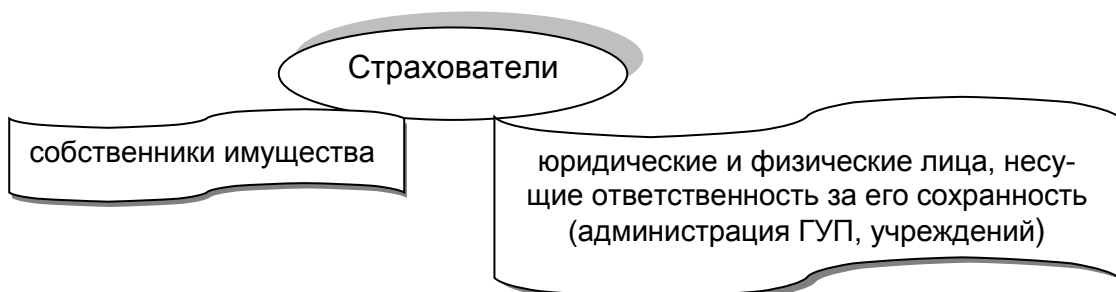 Страхователи
собственники имущества
юридические и физические лица, несу-
щие ответственность за его сохранность
(администрация ГУП, учреждений)